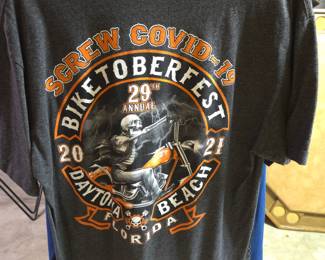 SCREW COVID-19
BIKETOBERFEST
29TH
ANNUAL
20 21
DAYTONA BEACH
FLORIDA